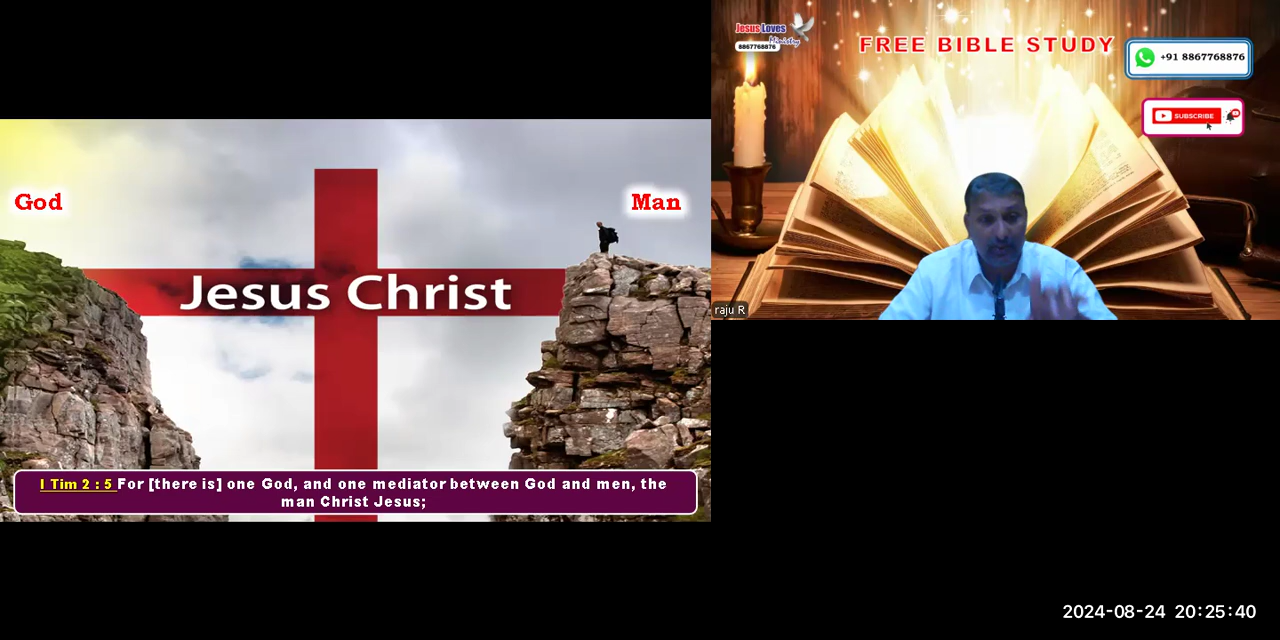 God
Man
Jesus Christ
I Tim 2 : 5 For [there is] one God, and one mediator between God and men, the
man Christ Jesus;
Jesus Loves
Ministry
8867768876
FREE BIBLE STUDY
+91 8867768876
SUBSCRIBE
raju R
2024-08-24 20:25:40